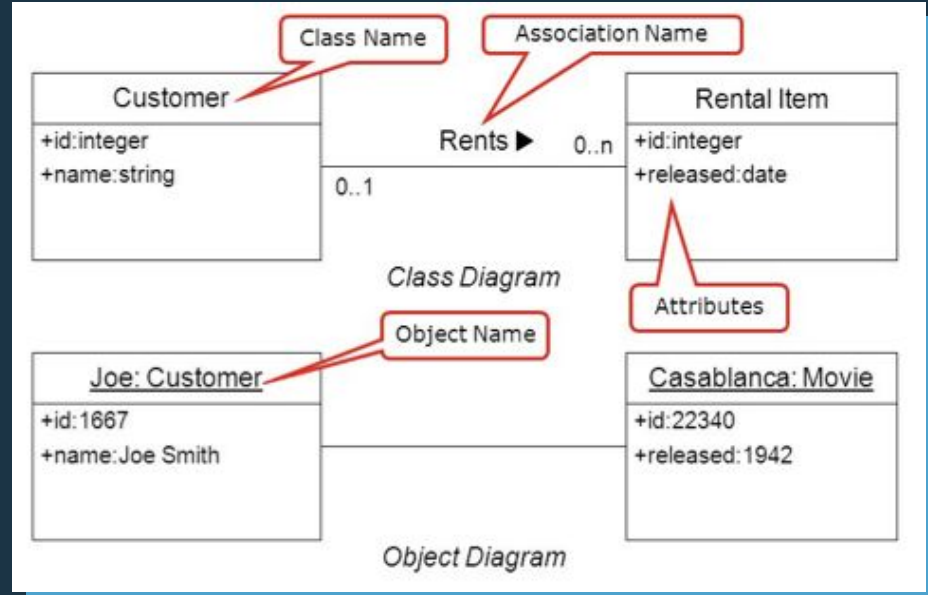 Class Name
Association Name
Customer
+id:integer
+name:string
Rents ▶
0..n
0..1
Rental Item
+id:integer
+released:date
Class Diagram
Attributes
Object Name
Joe: Customer
+id:1667
+name:Joe Smith
Casablanca: Movie
+id:22340
+released:1942
Object Diagram